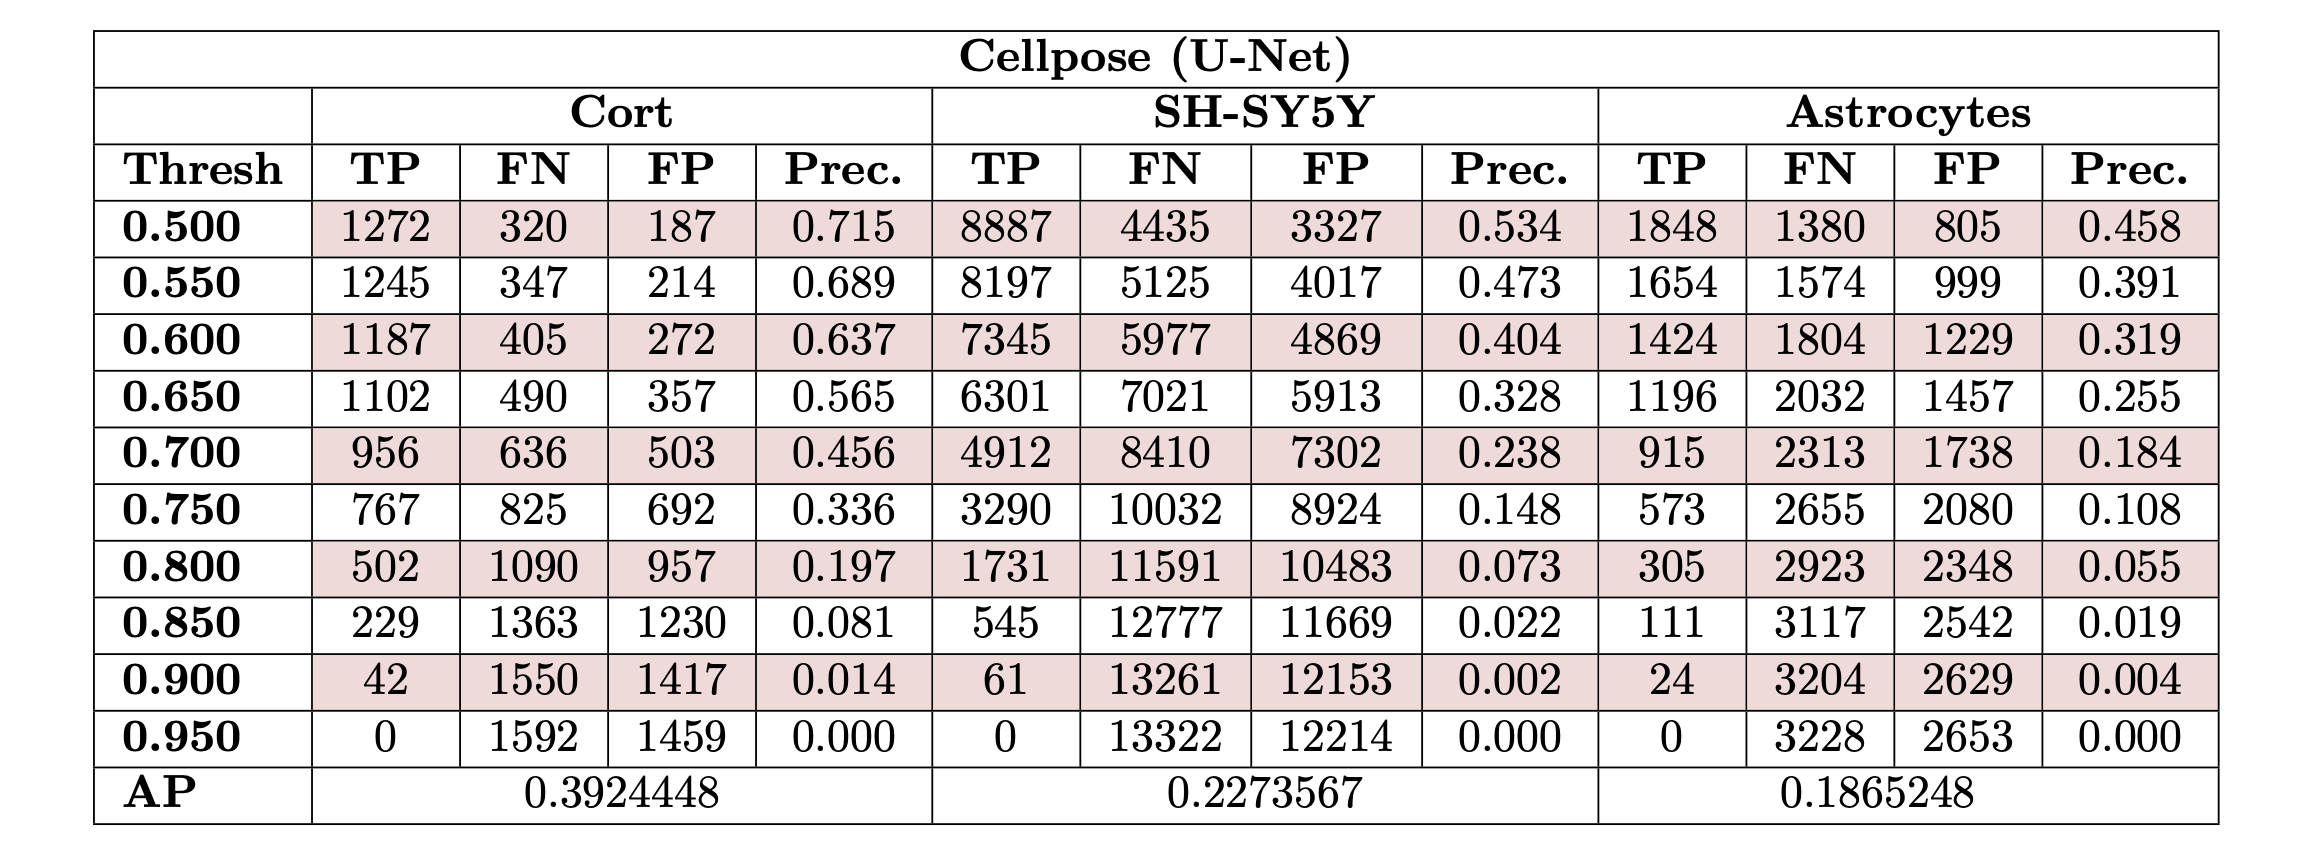 Cellpose (U-Net)
Cort SH-SY5Y Astrocytes
Thresh TP FN FP Prec. TP FN FP Prec. TP FN FP Prec.
0.500 1272 320 187 0.715 8887 4435 3327 0.534 1848 1380 805 0.458
0.550 1245 347 214 0.689 8197 5125 4017 0.473 1654 1574 999 0.391
0.600 1187 405 272 0.637 7345 5977 4869 0.404 1424 1804 1229 0.319
0.650 1102 490 357 0.565 6301 7021 5913 0.328 1196 2032 1457 0.255
0.700 956 636 503 0.456 4912 8410 7302 0.238 915 2313 1738 0.184
0.750 767 825 692 0.336 3290 10032 8924 0.148 573 2655 2080 0.108
0.800 502 1090 957 0.197 1731 11591 10483 0.073 305 2923 2348 0.055
0.850 229 1363 1230 0.081 545 12777 11669 0.022 111 3117 2542 0.019
0.900 42 1550 1417 0.014 61 13261 12153 0.002 24 3204 2629 0.004
0.950 0 1592 1459 0.000 0 13322 12214 0.000 0 3228 2653 0.000
AP 0.3924448 0.2273567 0.1865248